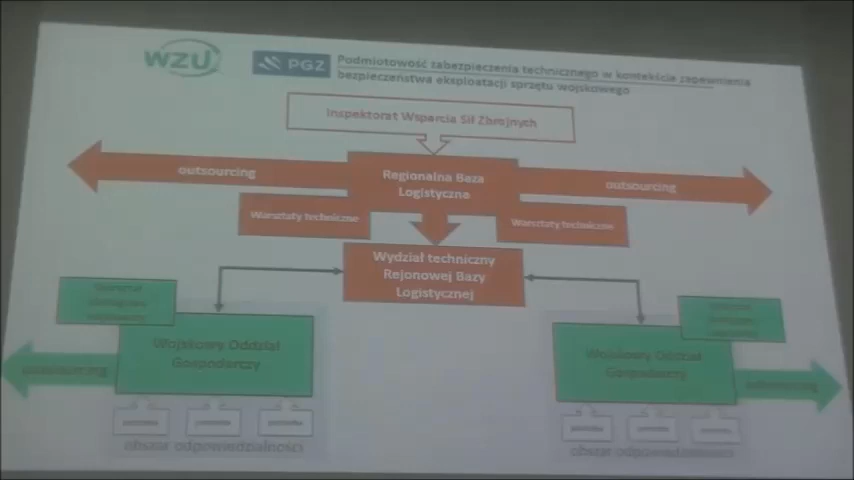 WZU
PGZ
Podmiotowość zabezpieczenia technicznego w kontekście zapewnienia
bezpieczeństwa eksploatacji sprzętu wojskowego
Inspektorat Wsparcia Sił Zbrojnych
outsourcing
Regionalna Baza
Logistyczna
outsourcing
Warsztaty techniczne
Warsztaty techniczne
Wydział techniczny
Rejonowej Bazy
Logistycznej
Wojskowy Oddział
Gospodarczy
Wojskowy Oddział
Gospodarczy
outsourcing
outsourcing
obszar odpowiedzialności
obszar odpowiedzialności